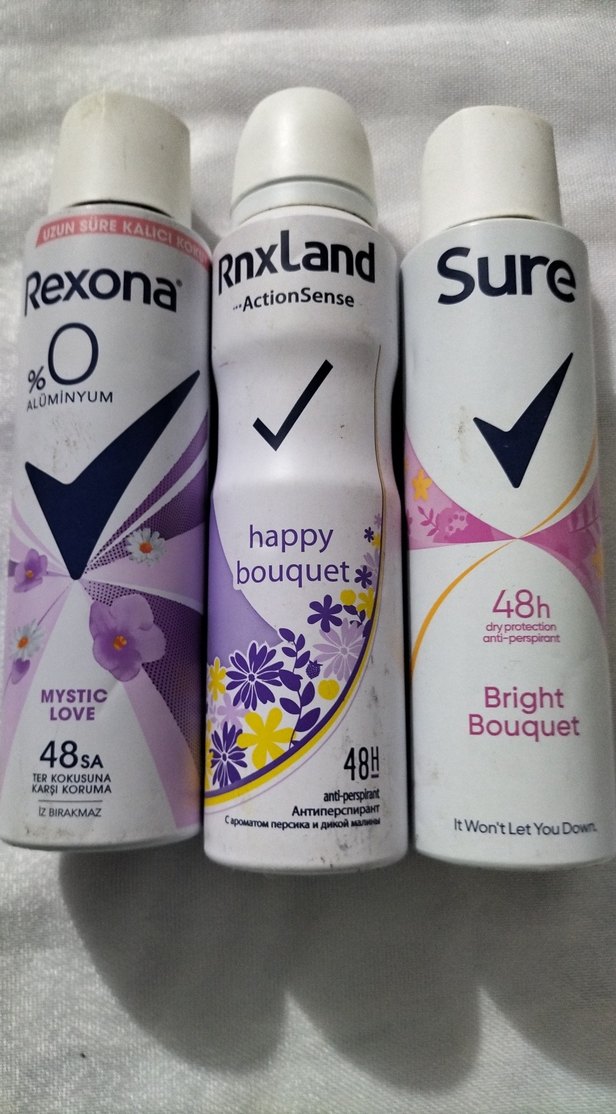 UZUN SÜRE KALICI
Rexona
%0
ALÜMİNYUM
MYSTIC
LOVE
48SA
TER KOKUSUNA
KARŞI KORUMA
İZ BIRAKMAZ
RnxLand
...ActionSense
happy
bouquet
48H
anti-perspirant
Антиперспирант
С ароматом персика и дикой малины
Sure
48h
dry protection
anti-perspirant
Bright
Bouquet
It Won't Let You Down.